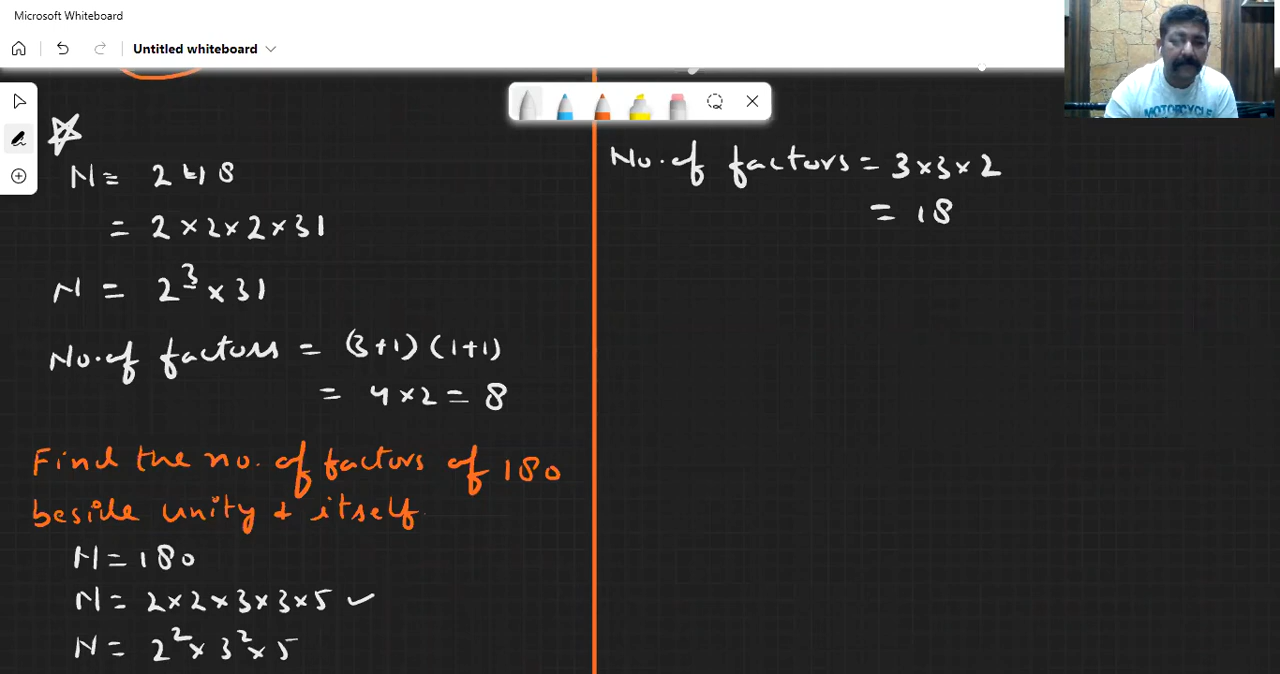 Microsoft Whiteboard
Untitled whiteboard
N = 248
= 2 × 2 × 2 × 31
N = 2³ × 31
No. of factors = (3+1) (1+1)
= 4 × 2 = 8
Find the no. of factors of 180
beside unity & itself.
N = 180
N = 2 × 2 × 3 × 3 × 5 ✓
N = 2² × 3² × 5
No. of factors = 3 × 3 × 2
= 18
MOTORCYCLE